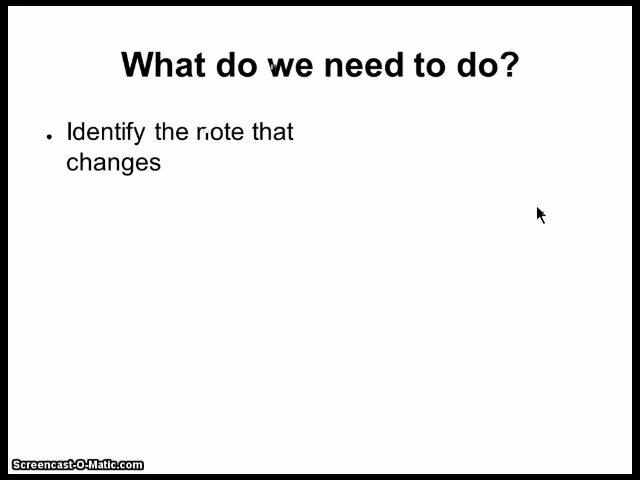 What do we need to do?
• Identify the note that
changes
Screencast-O-Matic.com